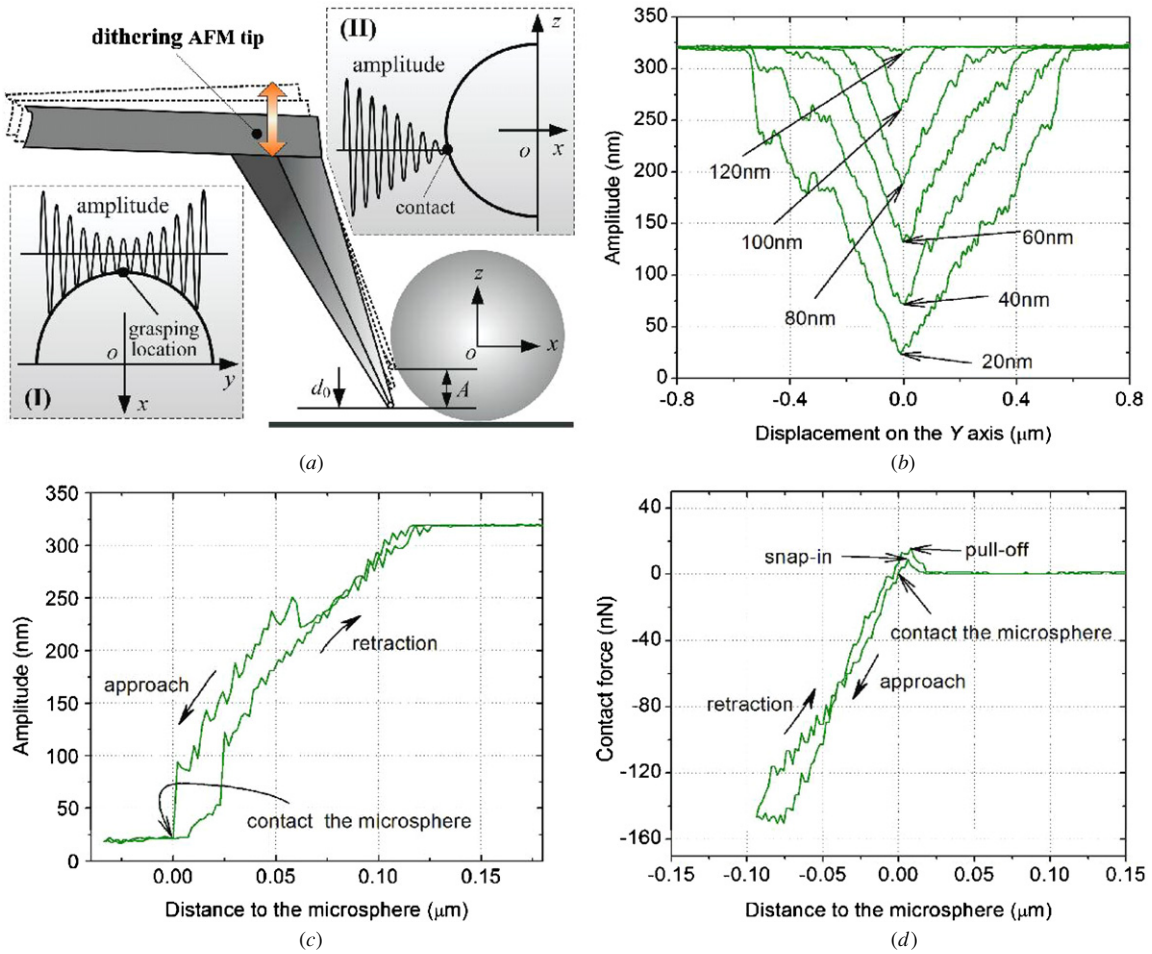 dithering AFM tip
(II)
z
amplitude
o
x
contact
amplitude
grasping
location
o
y
(I)
x
z
o
x
d0
A
(a)
350
300
250
200
150
100
50
0
Amplitude (nm)
-0.8
-0.4
0.0
0.4
0.8
Displacement on the Y axis (μm)
120nm
100nm
80nm
60nm
40nm
20nm
(b)
350
300
250
200
150
100
50
0
Amplitude (nm)
0.00
0.05
0.10
0.15
Distance to the microsphere (μm)
approach
retraction
contact the microsphere
(c)
40
0
-40
-80
-120
-160
Contact force (nN)
-0.15
-0.10
-0.05
0.00
0.05
0.10
0.15
Distance to the microsphere (μm)
snap-in
pull-off
contact the microsphere
approach
retraction
(d)